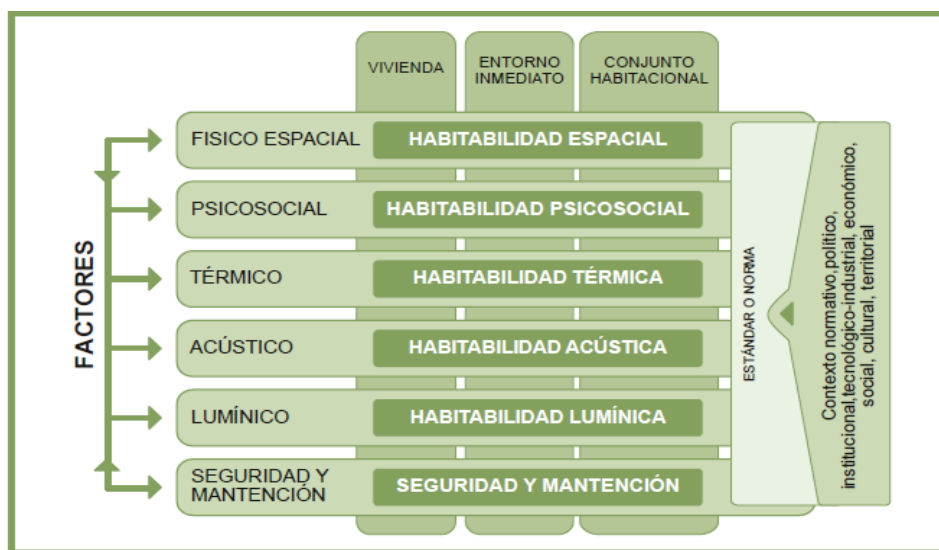 VIVIENDA
ENTORNO
INMEDIATO
CONJUNTO
HABITACIONAL
FACTORES
FISICO ESPACIAL
HABITABILIDAD ESPACIAL
PSICOSOCIAL
HABITABILIDAD PSICOSOCIAL
TÉRMICO
HABITABILIDAD TÉRMICA
ACÚSTICO
HABITABILIDAD ACÚSTICA
LUMÍNICO
HABITABILIDAD LUMÍNICA
SEGURIDAD Y
MANTENCIÓN
SEGURIDAD Y MANTENCIÓN
ESTÁNDAR O NORMA
Contexto normativo,político,
institucional,tecnológico-industrial, económico,
social, cultural, territorial